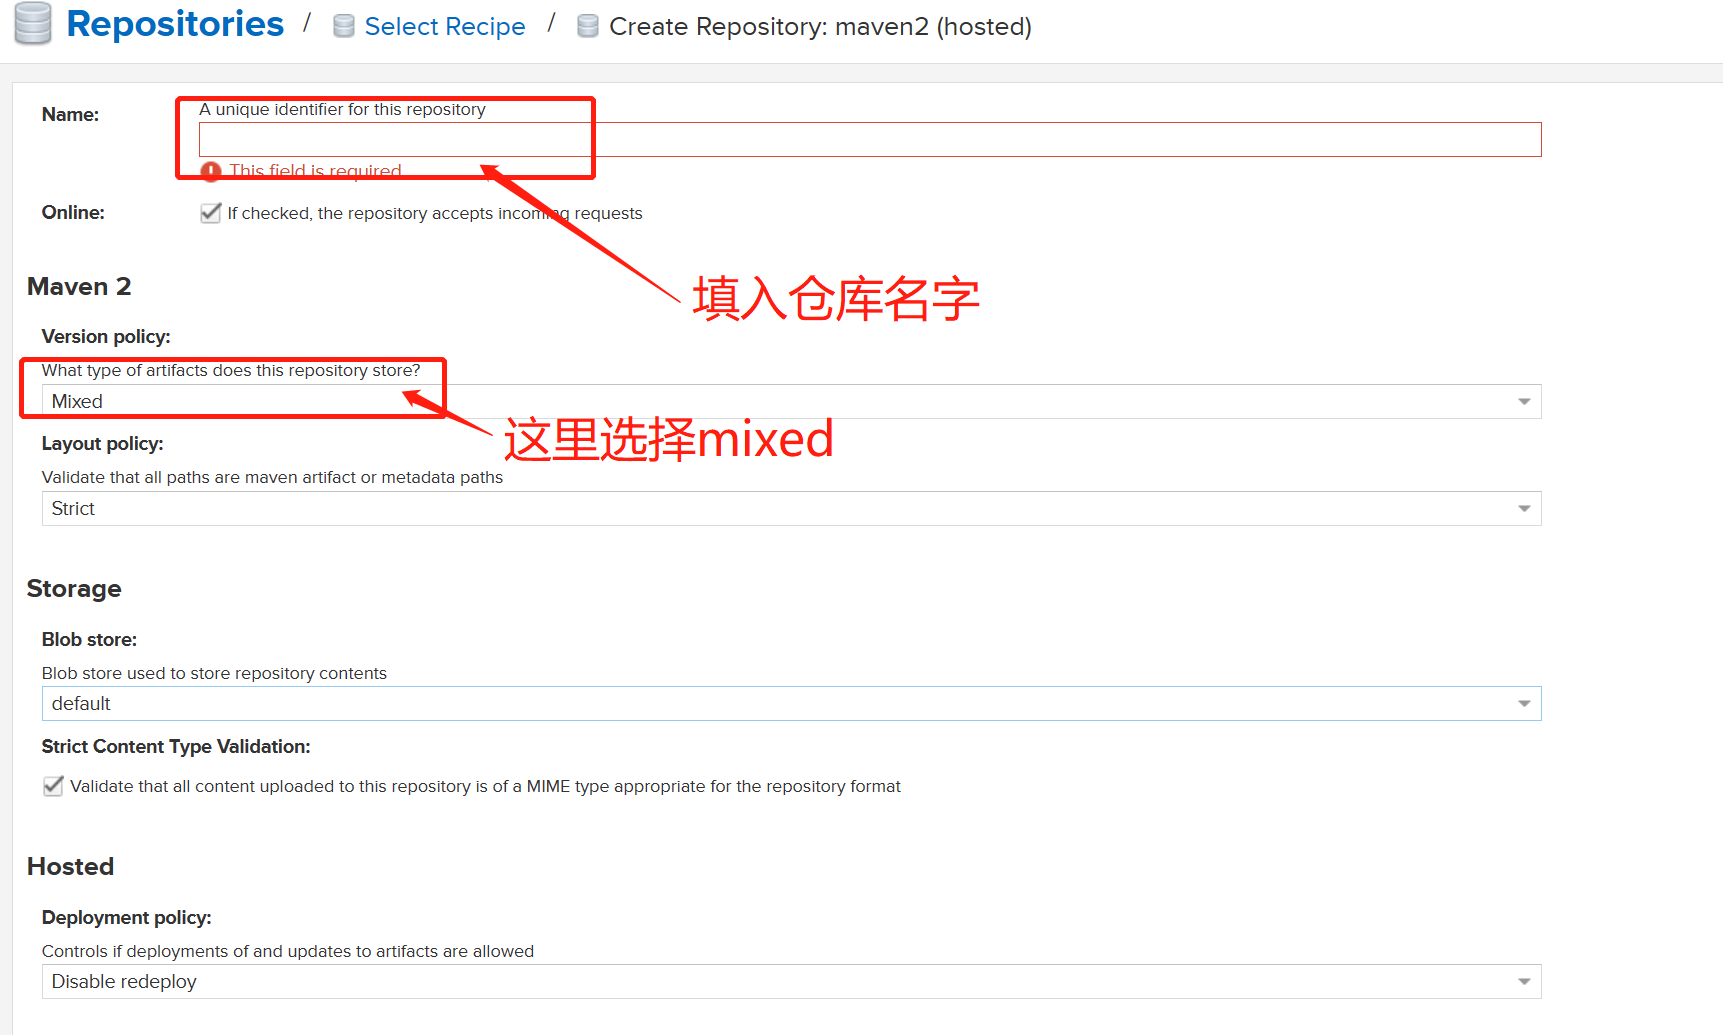 Repositories / Select Recipe / Create Repository: maven2 (hosted)
Name:
A unique identifier for this repository
This field is required
Online:
If checked, the repository accepts incoming requests
填入仓库名字
Maven 2
Version policy:
What type of artifacts does this repository store?
Mixed
这里选择mixed
Layout policy:
Validate that all paths are maven artifact or metadata paths
Strict
Storage
Blob store:
Blob store used to store repository contents
default
Strict Content Type Validation:
Validate that all content uploaded to this repository is of a MIME type appropriate for the repository format
Hosted
Deployment policy:
Controls if deployments of and updates to artifacts are allowed
Disable redeploy